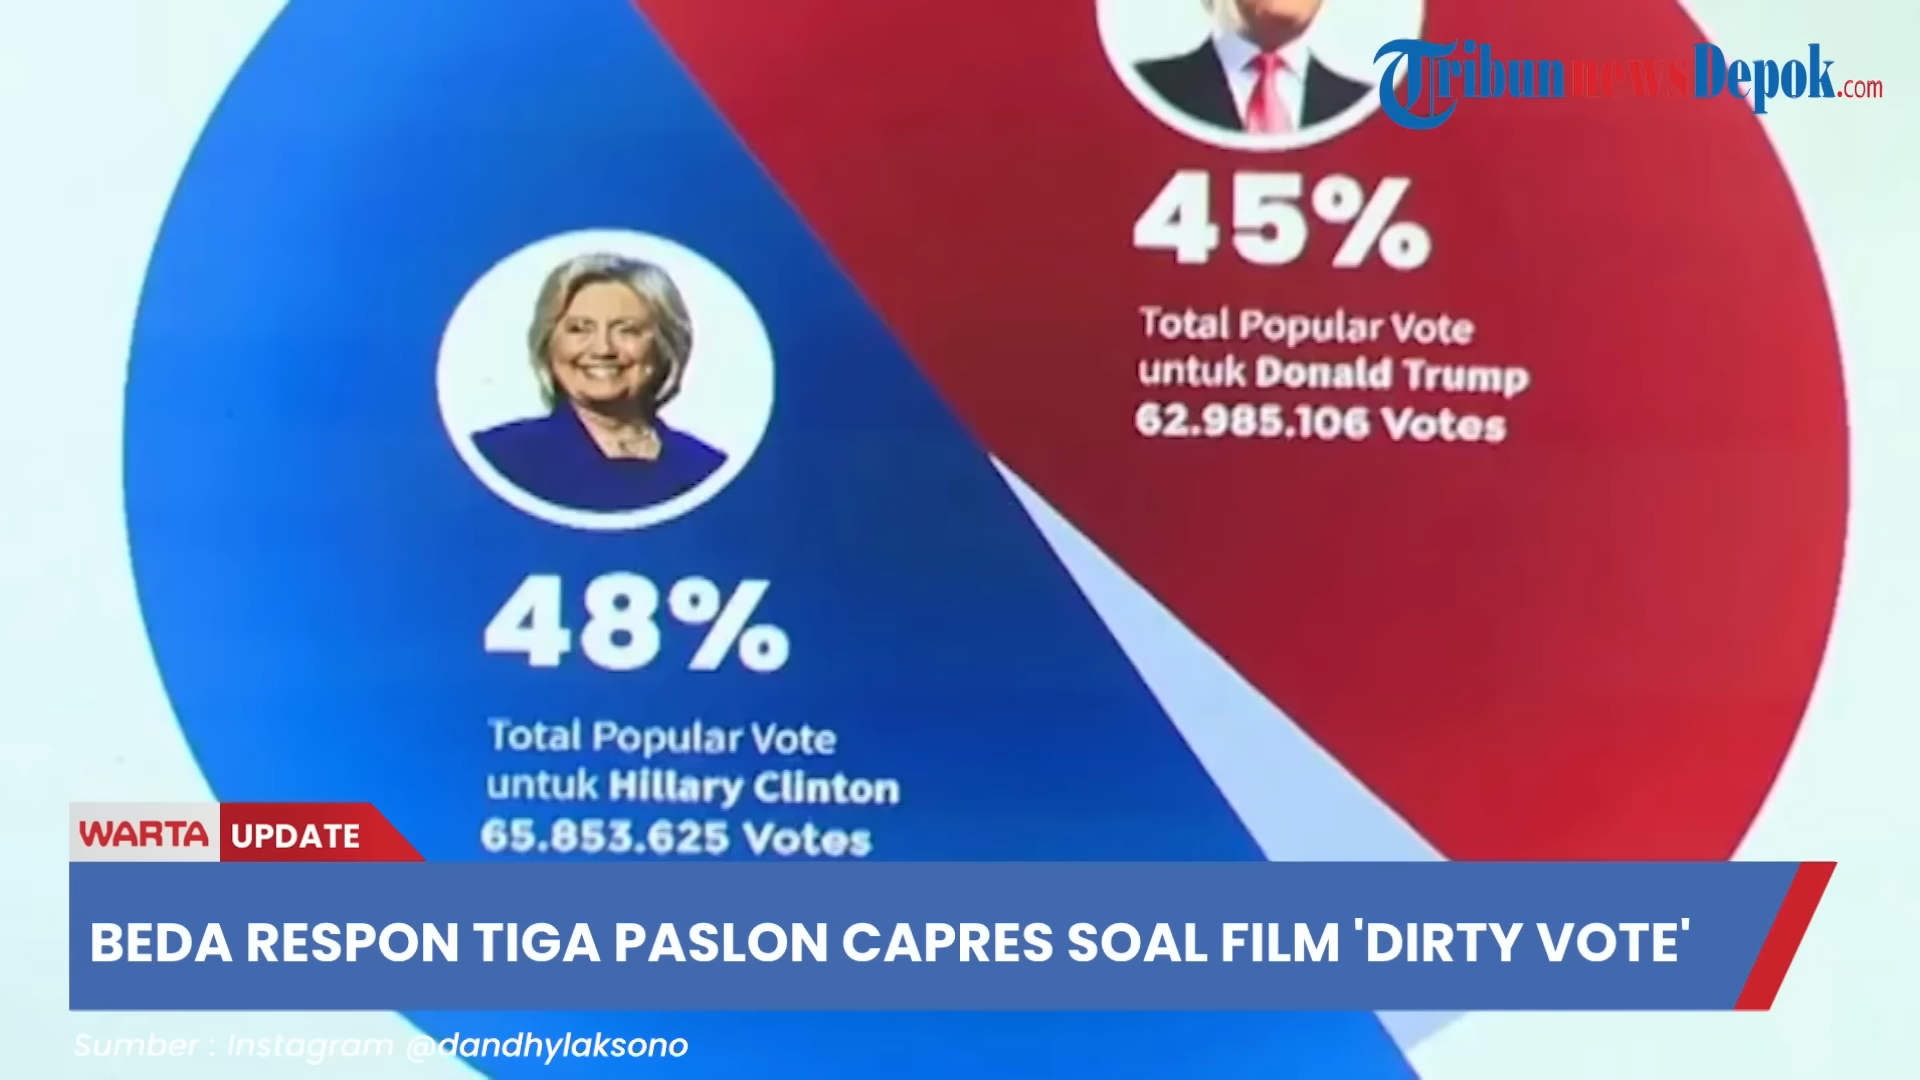 TribunnewsDepok.com
45%
Total Popular Vote
untuk Donald Trump
62.985.106 Votes
48%
Total Popular Vote
untuk Hillary Clinton
65.853.625 Votes
WARTA UPDATE
BEDA RESPON TIGA PASLON CAPRES SOAL FILM 'DIRTY VOTE'
Sumber : Instagram @dandhylaksono